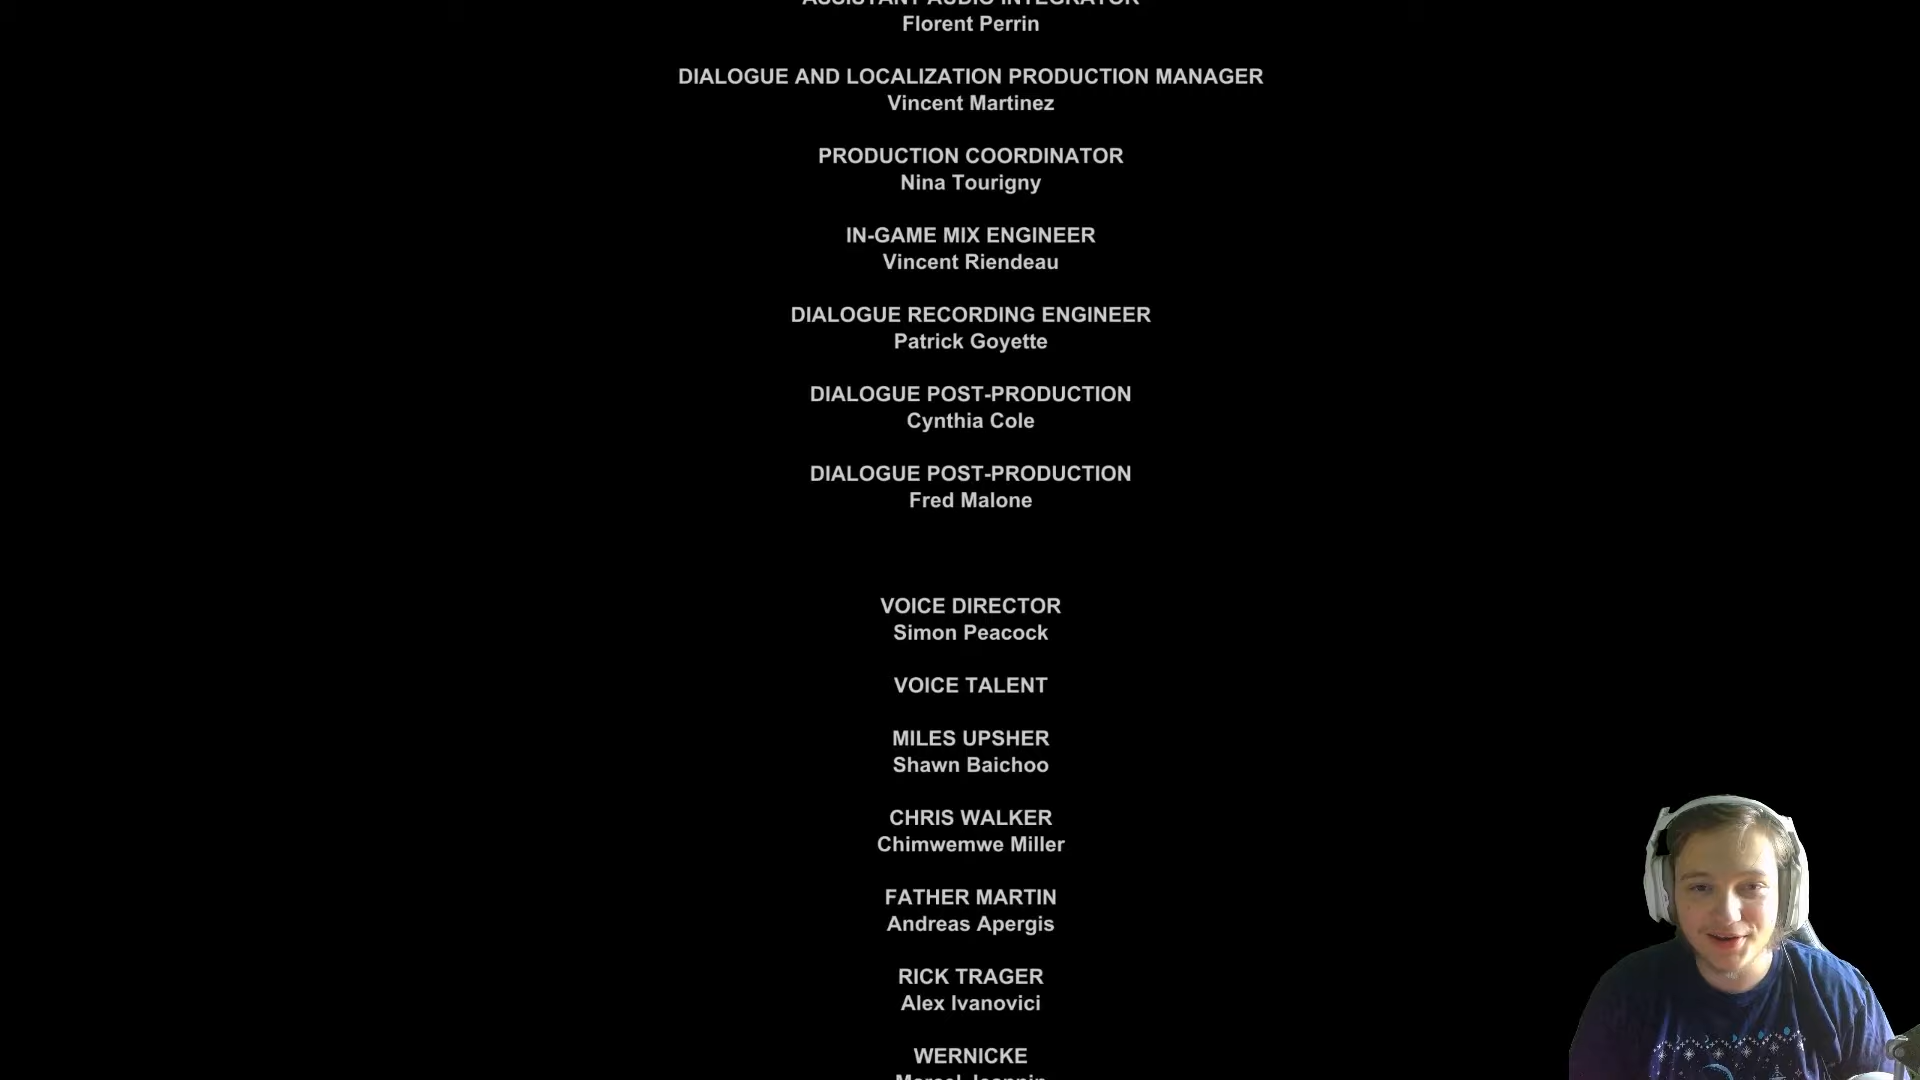 ASSISTANT AUDIO INTEGRATOR
Florent Perrin
DIALOGUE AND LOCALIZATION PRODUCTION MANAGER
Vincent Martinez
PRODUCTION COORDINATOR
Nina Tourigny
IN-GAME MIX ENGINEER
Vincent Riendeau
DIALOGUE RECORDING ENGINEER
Patrick Goyette
DIALOGUE POST-PRODUCTION
Cynthia Cole
DIALOGUE POST-PRODUCTION
Fred Malone
VOICE DIRECTOR
Simon Peacock
VOICE TALENT
MILES UPSHER
Shawn Baichoo
CHRIS WALKER
Chimwemwe Miller
FATHER MARTIN
Andreas Apergis
RICK TRAGER
Alex Ivanovici
WERNICKE